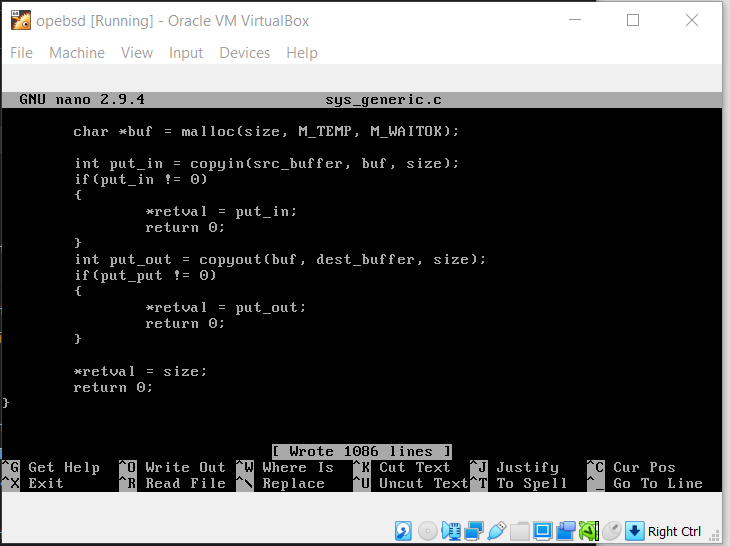 opebsd [Running] - Oracle VM VirtualBox
File Machine View Input Devices Help
GNU nano 2.9.4 sys_generic.c
char *buf = malloc(size, M_TEMP, M_WAITOK);
int put_in = copyin(src_buffer, buf, size);
if(put_in != 0)
{
*retval = put_in;
return 0;
}
int put_out = copyout(buf, dest_buffer, size);
if(put_put != 0)
{
*retval = put_out;
return 0;
}
*retval = size;
return 0;
}
[ Wrote 1086 lines ]
^G Get Help ^O Write Out ^W Where Is ^K Cut Text ^J Justify ^C Cur Pos
^X Exit ^R Read File ^\ Replace ^U Uncut Text ^T To Spell ^_ Go To Line
Right Ctrl